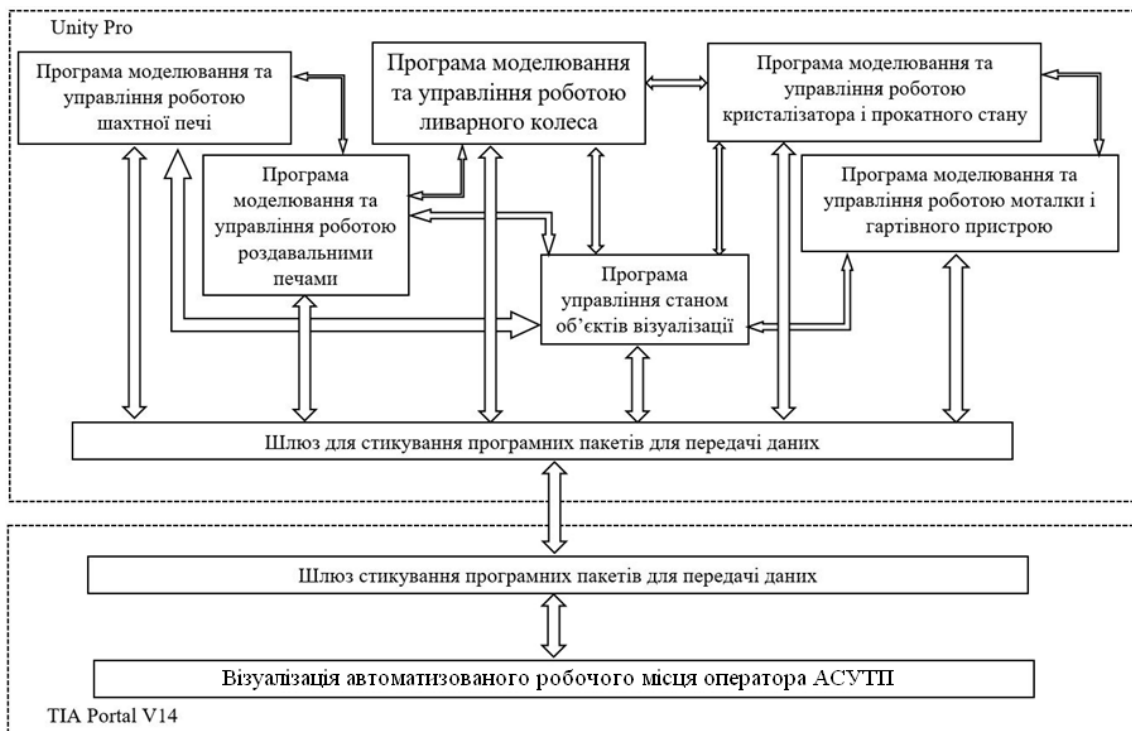 Unity Pro
Програма моделювання та
управління роботою
шахтної печі
Програма моделювання
та управління роботою
ливарного колеса
Програма моделювання та
управління роботою
кристалізатора і прокатного стану
Програма
моделювання та
управління роботою
роздавальними
печами
Програма моделювання та
управління роботою моталки і
гартівного пристрою
Програма
управління станом
об’єктів візуалізації
Шлюз для стикування програмних пакетів для передачі даних
Шлюз стикування програмних пакетів для передачі даних
Візуалізація автоматизованого робочого місця оператора АСУТП
TIA Portal V14